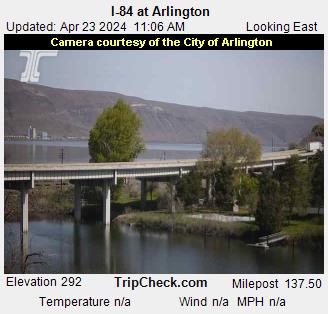 I-84 at Arlington
Updated: Apr 23 2024 11:06 AM Looking East
Camera courtesy of the City of Arlington
Elevation 292 TripCheck.com Milepost 137.50
Temperature n/a Wind n/a MPH n/a